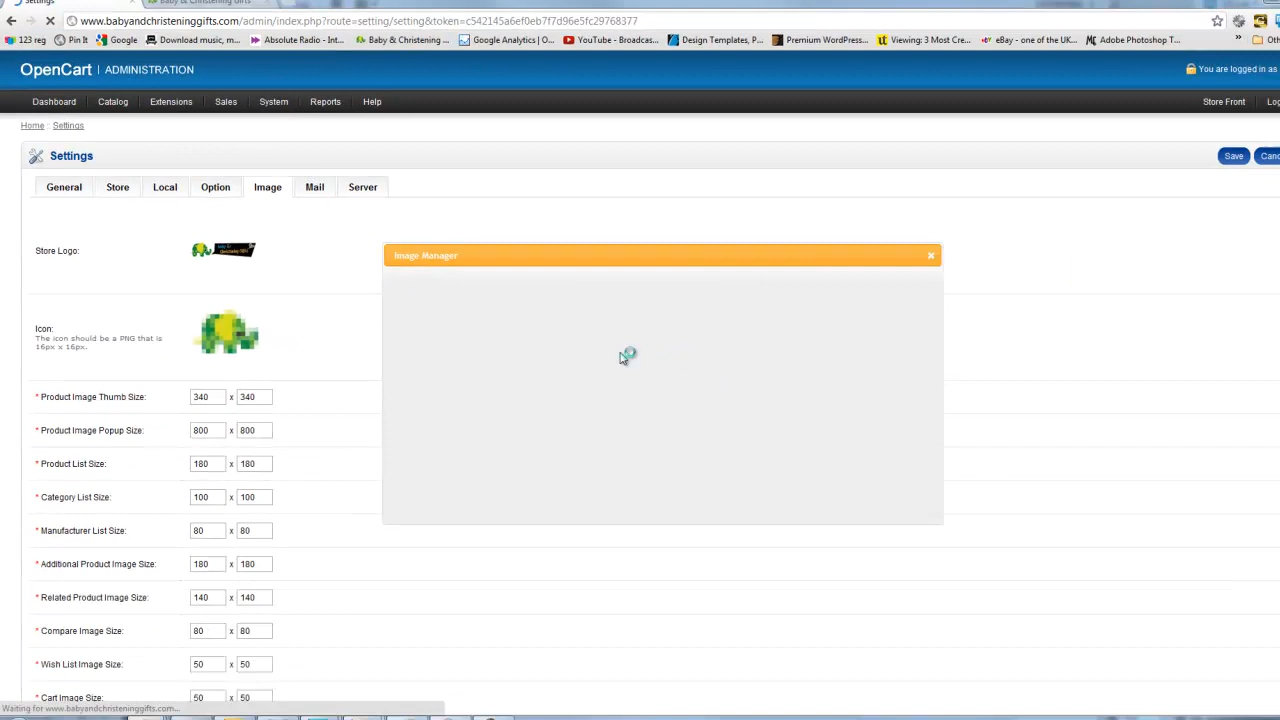 Settings
Baby & Christening Gifts
www.babyandchristeninggifts.com/admin/index.php?route=setting/setting&token=c542145a6ef0eb7f7d96e5fc29768377
123 reg
Pin It
Google
Download music, m...
Absolute Radio - Int...
Baby & Christening ...
Google Analytics | O...
YouTube - Broadcas...
Design Templates, P...
Premium WordPress...
Viewing: 3 Most Cre...
eBay - one of the UK...
Adobe Photoshop T...
»
OpenCart | ADMINISTRATION
You are logged in as
Dashboard
Catalog
Extensions
Sales
System
Reports
Help
Store Front
Home :: Settings
Settings
Save
General
Store
Local
Option
Image
Mail
Server
Store Logo:
Image Manager
Icon:
The icon should be a PNG that is
16px x 16px.
* Product Image Thumb Size: 340 x 340
* Product Image Popup Size: 800 x 800
* Product List Size: 180 x 180
* Category List Size: 100 x 100
* Manufacturer List Size: 80 x 80
* Additional Product Image Size: 180 x 180
* Related Product Image Size: 140 x 140
* Compare Image Size: 80 x 80
* Wish List Image Size: 50 x 50
* Cart Image Size: 50 x 50
Waiting for www.babyandchristeninggifts.com...